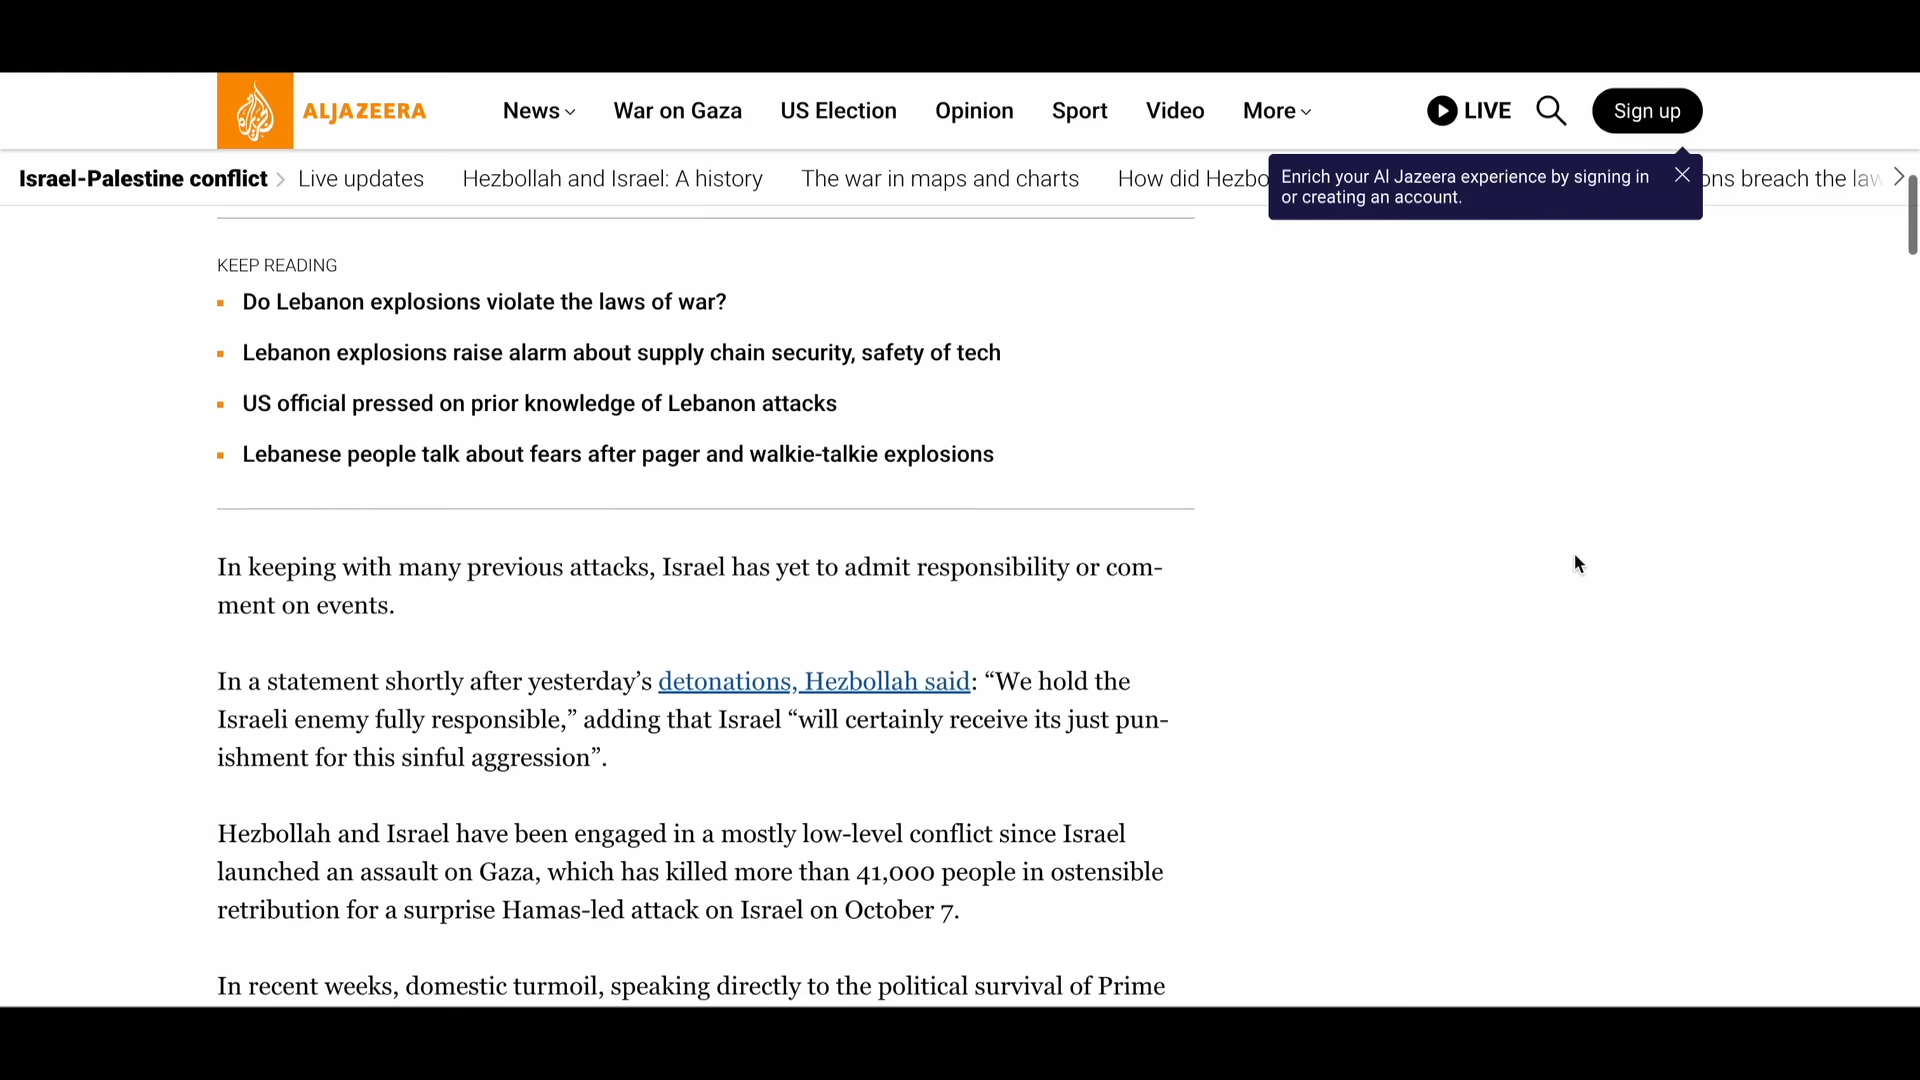 ALJAZEERA
News
War on Gaza
US Election
Opinion
Sport
Video
More
LIVE
Sign up
Israel-Palestine conflict
Live updates
Hezbollah and Israel: A history
The war in maps and charts
How did Hezbo
ons breach the law
Enrich your Al Jazeera experience by signing in
or creating an account.
KEEP READING
Do Lebanon explosions violate the laws of war?
Lebanon explosions raise alarm about supply chain security, safety of tech
US official pressed on prior knowledge of Lebanon attacks
Lebanese people talk about fears after pager and walkie-talkie explosions
In keeping with many previous attacks, Israel has yet to admit responsibility or com-
ment on events.
In a statement shortly after yesterday’s detonations, Hezbollah said: “We hold the
Israeli enemy fully responsible,” adding that Israel “will certainly receive its just pun-
ishment for this sinful aggression”.
Hezbollah and Israel have been engaged in a mostly low-level conflict since Israel
launched an assault on Gaza, which has killed more than 41,000 people in ostensible
retribution for a surprise Hamas-led attack on Israel on October 7.
In recent weeks, domestic turmoil, speaking directly to the political survival of Prime